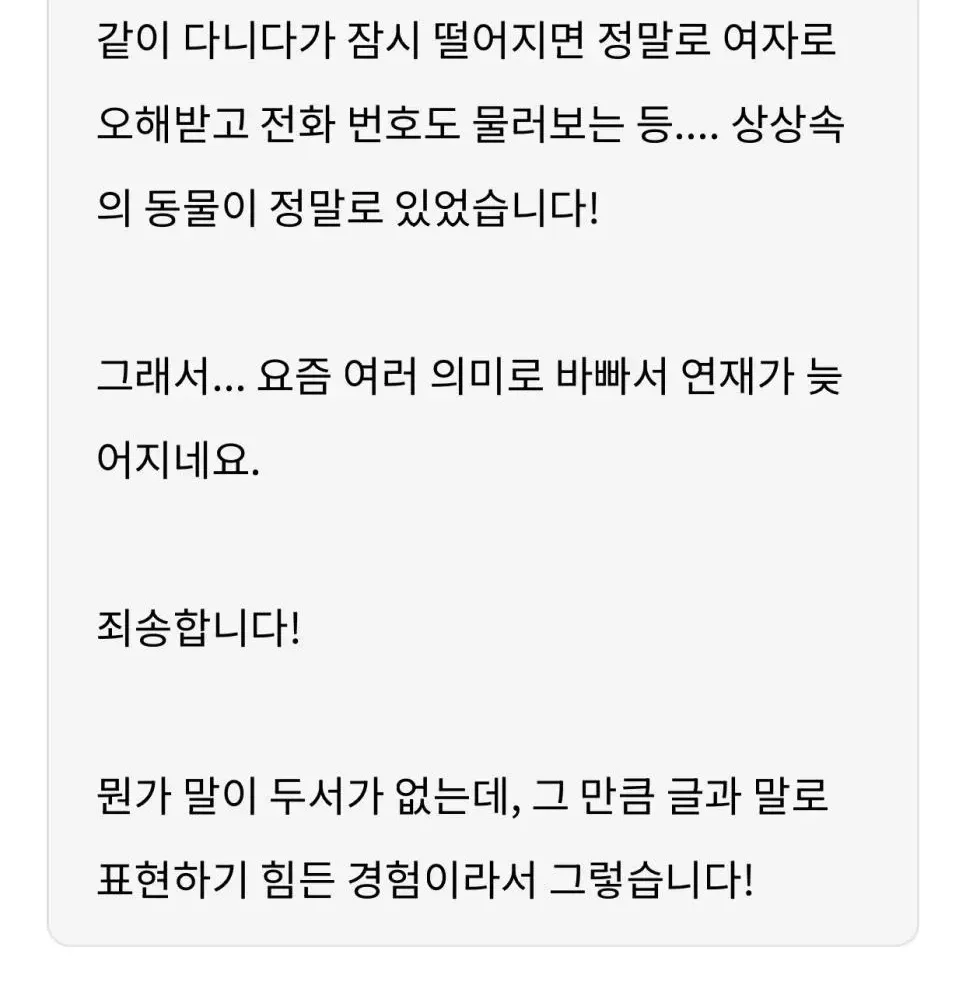 같이 다니다가 잠시 떨어지면 정말로 여자로
오해받고 전화 번호도 물러보는 등.... 상상속
의 동물이 정말로 있었습니다!
그래서... 요즘 여러 의미로 바빠서 연재가 늦
어지네요.
죄송합니다!
뭔가 말이 두서가 없는데, 그 만큼 글과 말로
표현하기 힘든 경험이라서 그렇습니다!